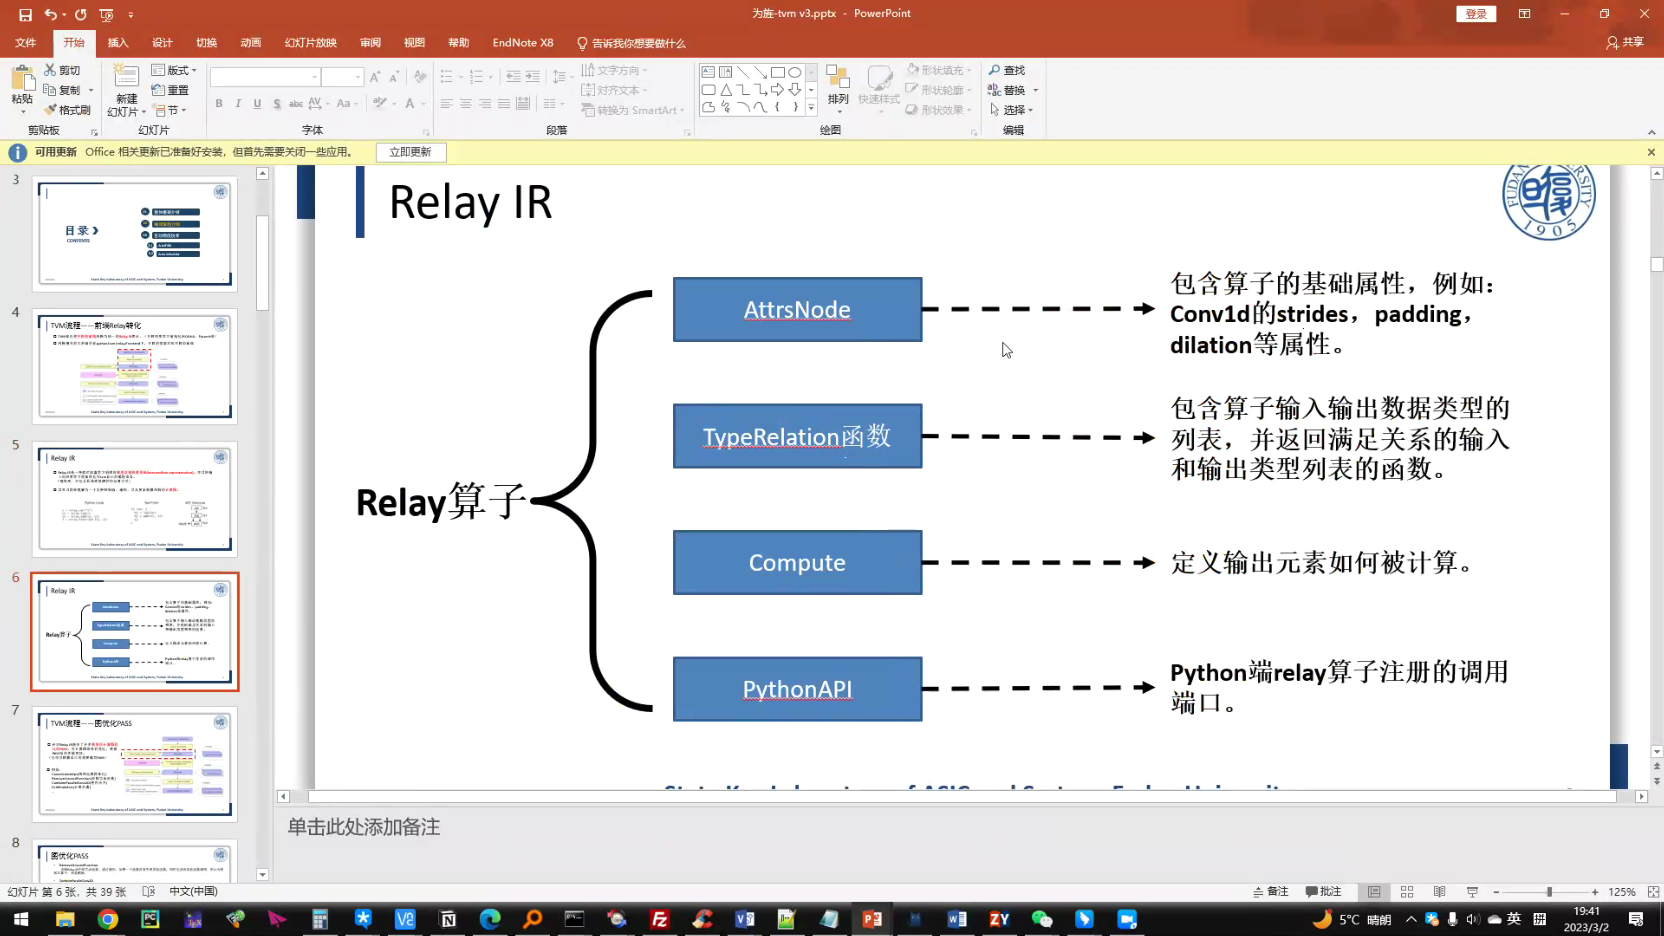 为旌-tvm v3.pptx - PowerPoint
登录
文件 开始 插入 设计 切换 动画 幻灯片放映 审阅 视图 帮助 EndNote X8 告诉我你想要做什么
共享
粘贴
剪切
复制
格式刷
剪贴板
新建
幻灯片
版式
重置
节
幻灯片
字体
文字方向
对齐文本
转换为 SmartArt
段落
排列
快速样式
形状填充
形状轮廓
形状效果
绘图
查找
替换
选择
编辑
可用更新 Office 相关更新已准备好安装，但首先需要关闭一些应用。 立即更新
3
目录
CONTENTS
4
TVM流程——前端Relay转化
5
Relay IR
6
Relay IR
Relay算子
7
TVM流程——图优化PASS
8
图优化PASS
Relay IR
FUDAN UNIVERSITY
1905
Relay算子
AttrsNode
包含算子的基础属性，例如：
Conv1d的strides，padding，
dilation等属性。
TypeRelation函数
包含算子输入输出数据类型的
列表，并返回满足关系的输入
和输出类型列表的函数。
Compute
定义输出元素如何被计算。
PythonAPI
Python端relay算子注册的调用
端口。
单击此处添加备注
幻灯片 第 6 张，共 39 张 中文(中国)
备注 批注 125%
5°C 晴朗
英
19:41
2023/3/2